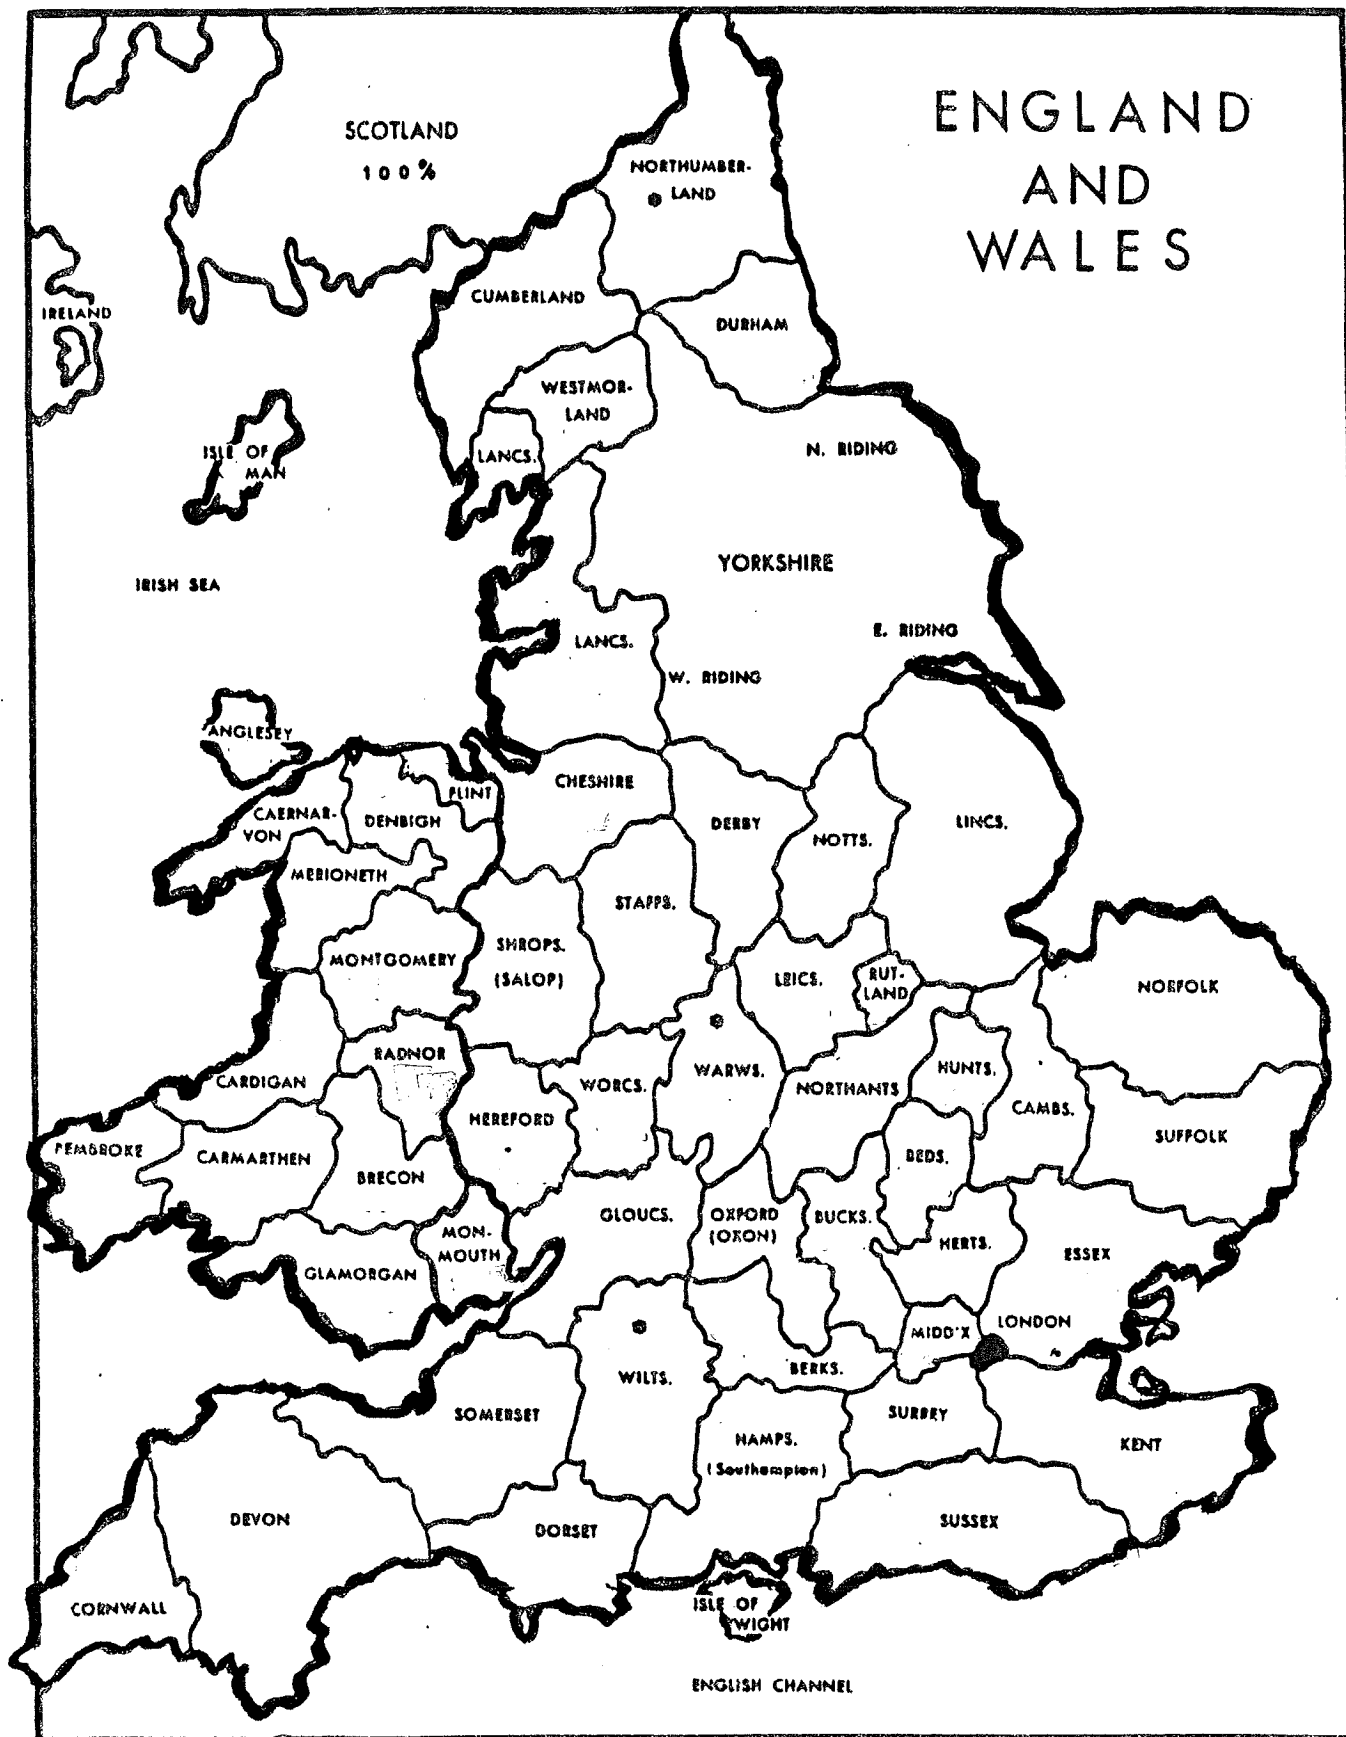 ENGLAND
AND
WALES
SCOTLAND
100%
NORTHUMBER-
LAND
CUMBERLAND
IRELAND
DURHAM
WESTMOR-
LAND
LANCS.
N. RIDING
ISLE OF
MAN
YORKSHIRE
IRISH SEA
E. RIDING
LANCS.
W. RIDING
ANGLESEY
CHESHIRE
FLINT
CAERNAR-
VON
DENBIGH
DERBY
NOTTS.
LINCS.
MERIONETH
STAFFS.
SHROPS.
(SALOP)
MONTGOMERY
LEICS.
RUT-
LAND
NORFOLK
RADNOR
CARDIGAN
WORCS.
WARWS.
NORTHANTS
HUNTS.
CAMBS.
HEREFORD
SUFFOLK
PEMBROKE
CARMARTHEN
BRECON
BEDS.
GLOUCS.
OXFORD
(OXON)
BUCKS.
MON-
MOUTH
HERTS.
ESSEX
GLAMORGAN
MIDD'X
LONDON
WILTS.
BERKS.
SOMERSET
SURREY
HAMPS.
(Southampton)
KENT
DEVON
DORSET
SUSSEX
CORNWALL
ISLE OF
WIGHT
ENGLISH CHANNEL